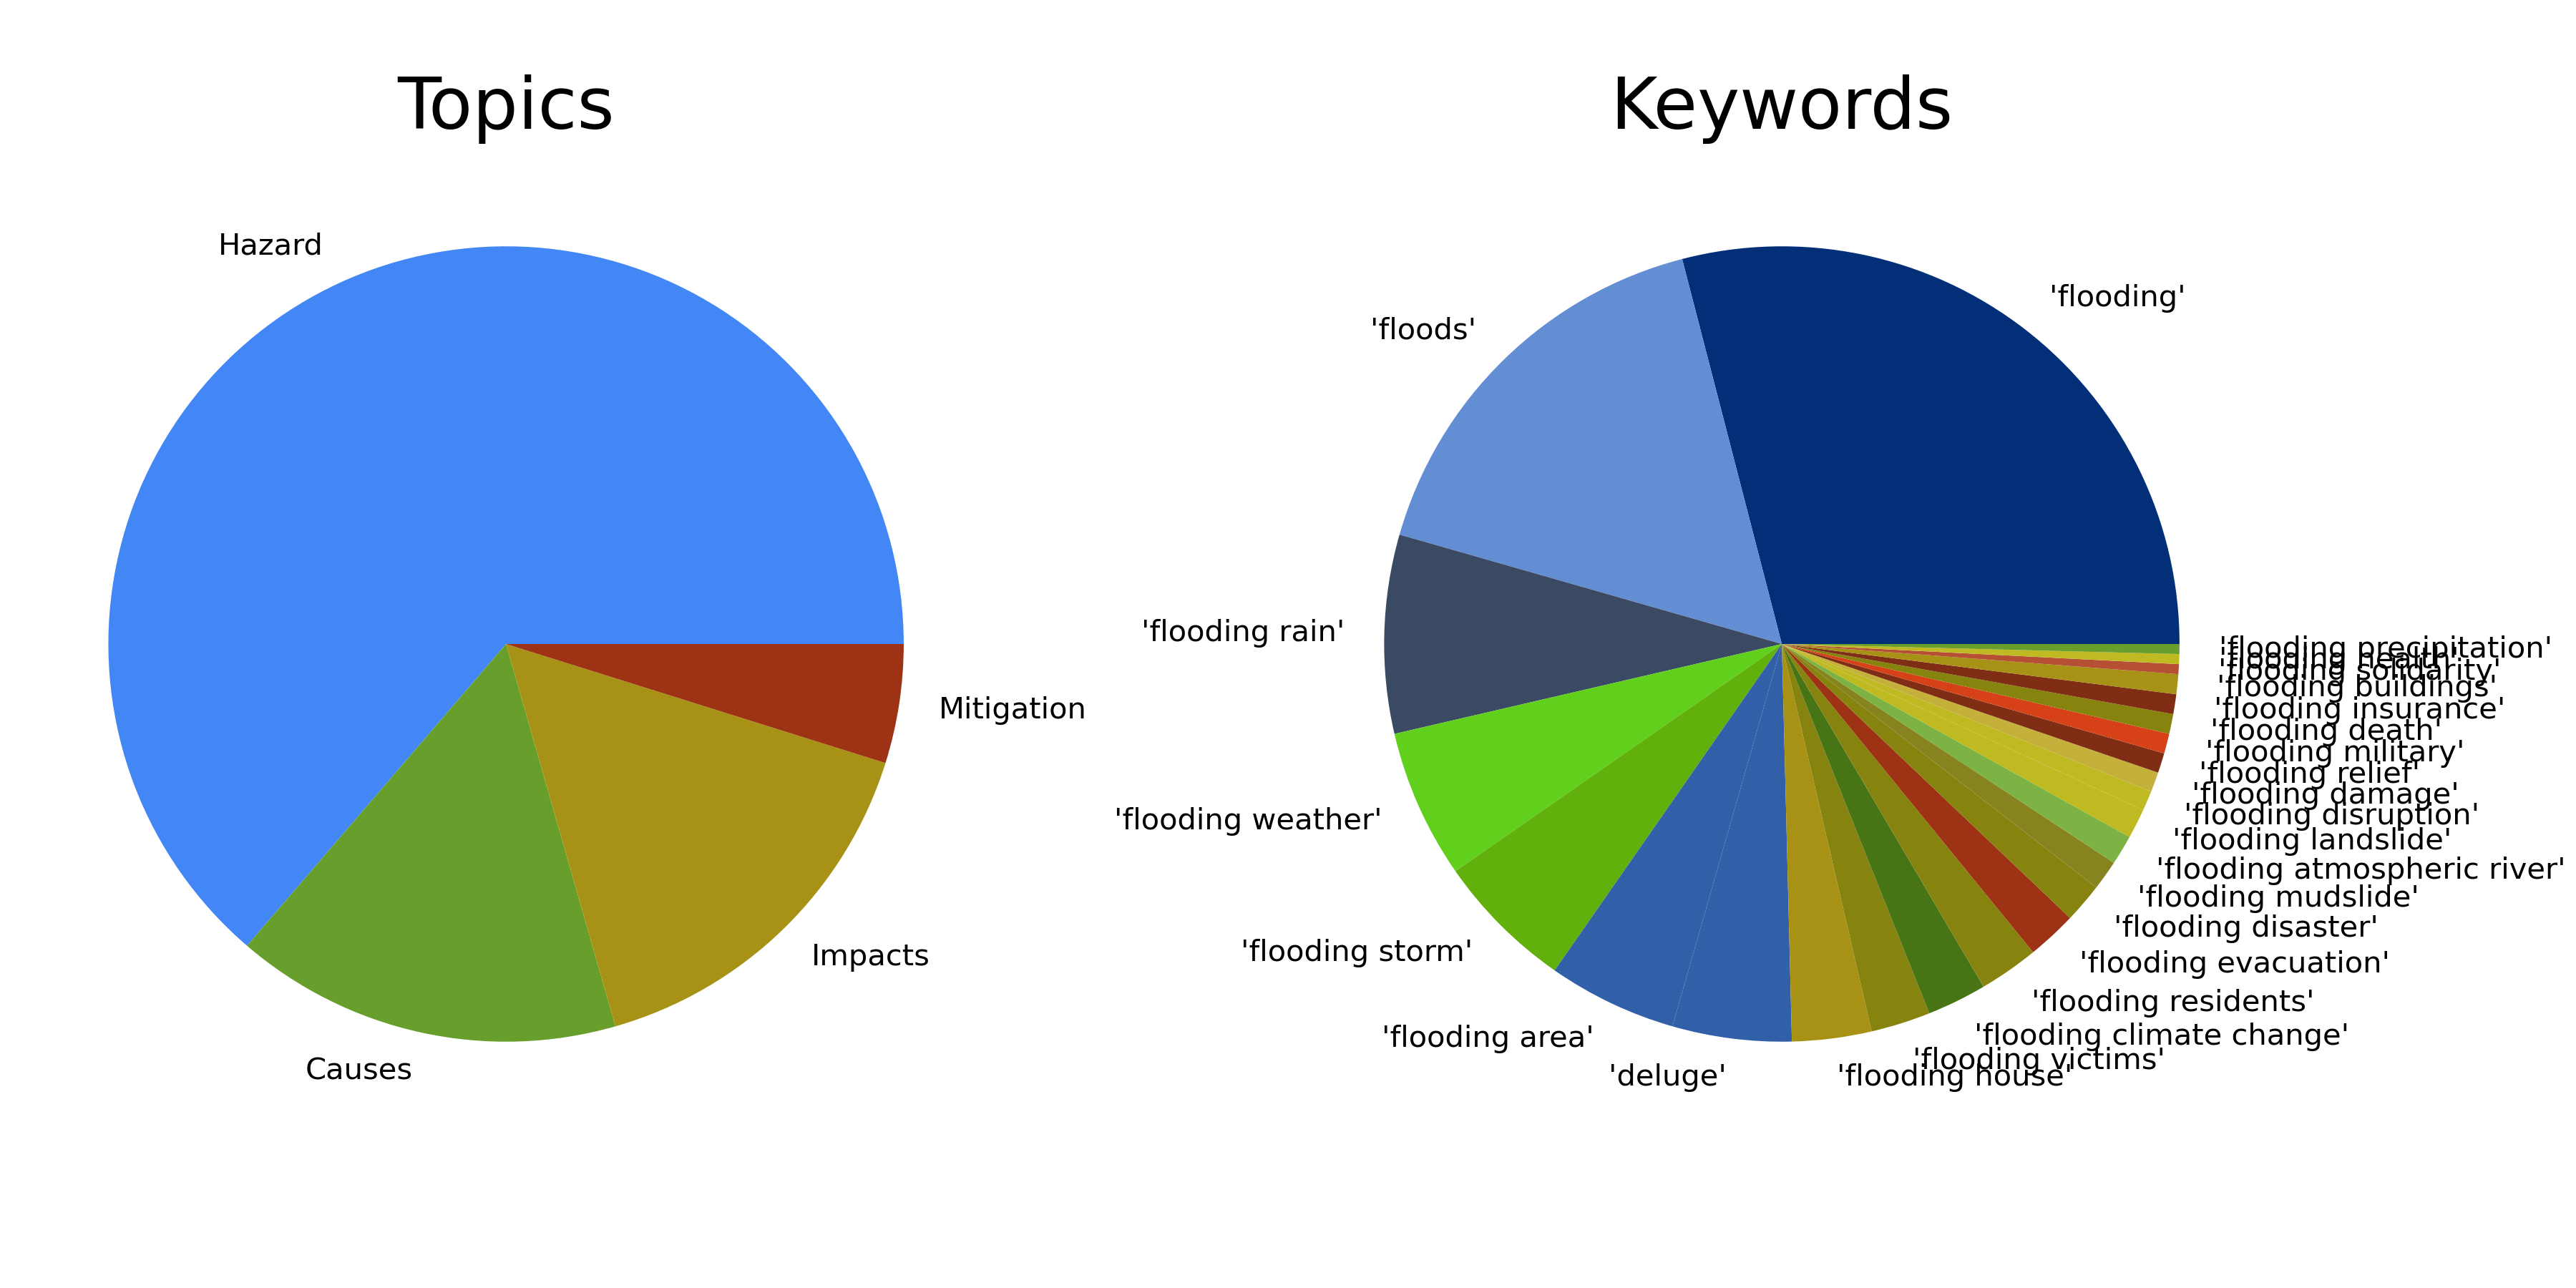 Topics
Hazard
Causes
Impacts
Mitigation
Keywords
'flooding'
'floods'
'flooding rain'
'flooding weather'
'flooding storm'
'flooding area'
'deluge'
'flooding house'
'flooding victims'
'flooding climate change'
'flooding residents'
'flooding evacuation'
'flooding disaster'
'flooding mudslide'
'flooding atmospheric river'
'flooding landslide'
'flooding disruption'
'flooding damage'
'flooding relief'
'flooding military'
'flooding death'
'flooding insurance'
'flooding buildings'
'flooding solidarity'
'flooding health'
'flooding precipitation'